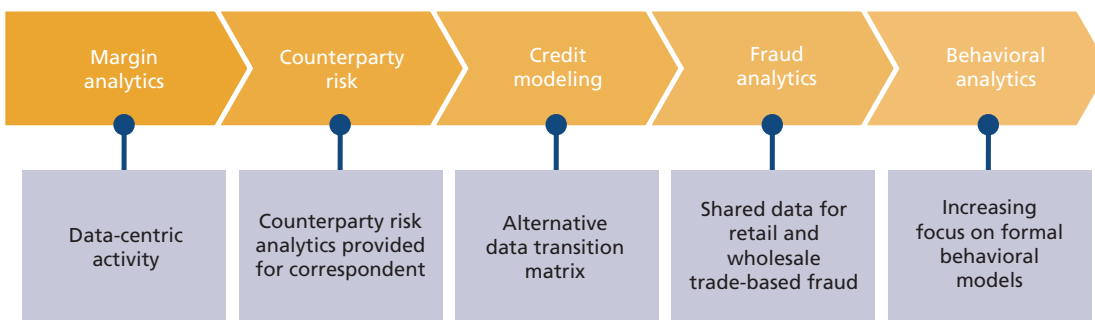 Margin
analytics
Counterparty
risk
Credit
modeling
Fraud
analytics
Behavioral
analytics
Data-centric
activity
Counterparty risk
analytics provided
for correspondent
Alternative
data transition
matrix
Shared data for
retail and
wholesale
trade-based fraud
Increasing
focus on formal
behavioral
models